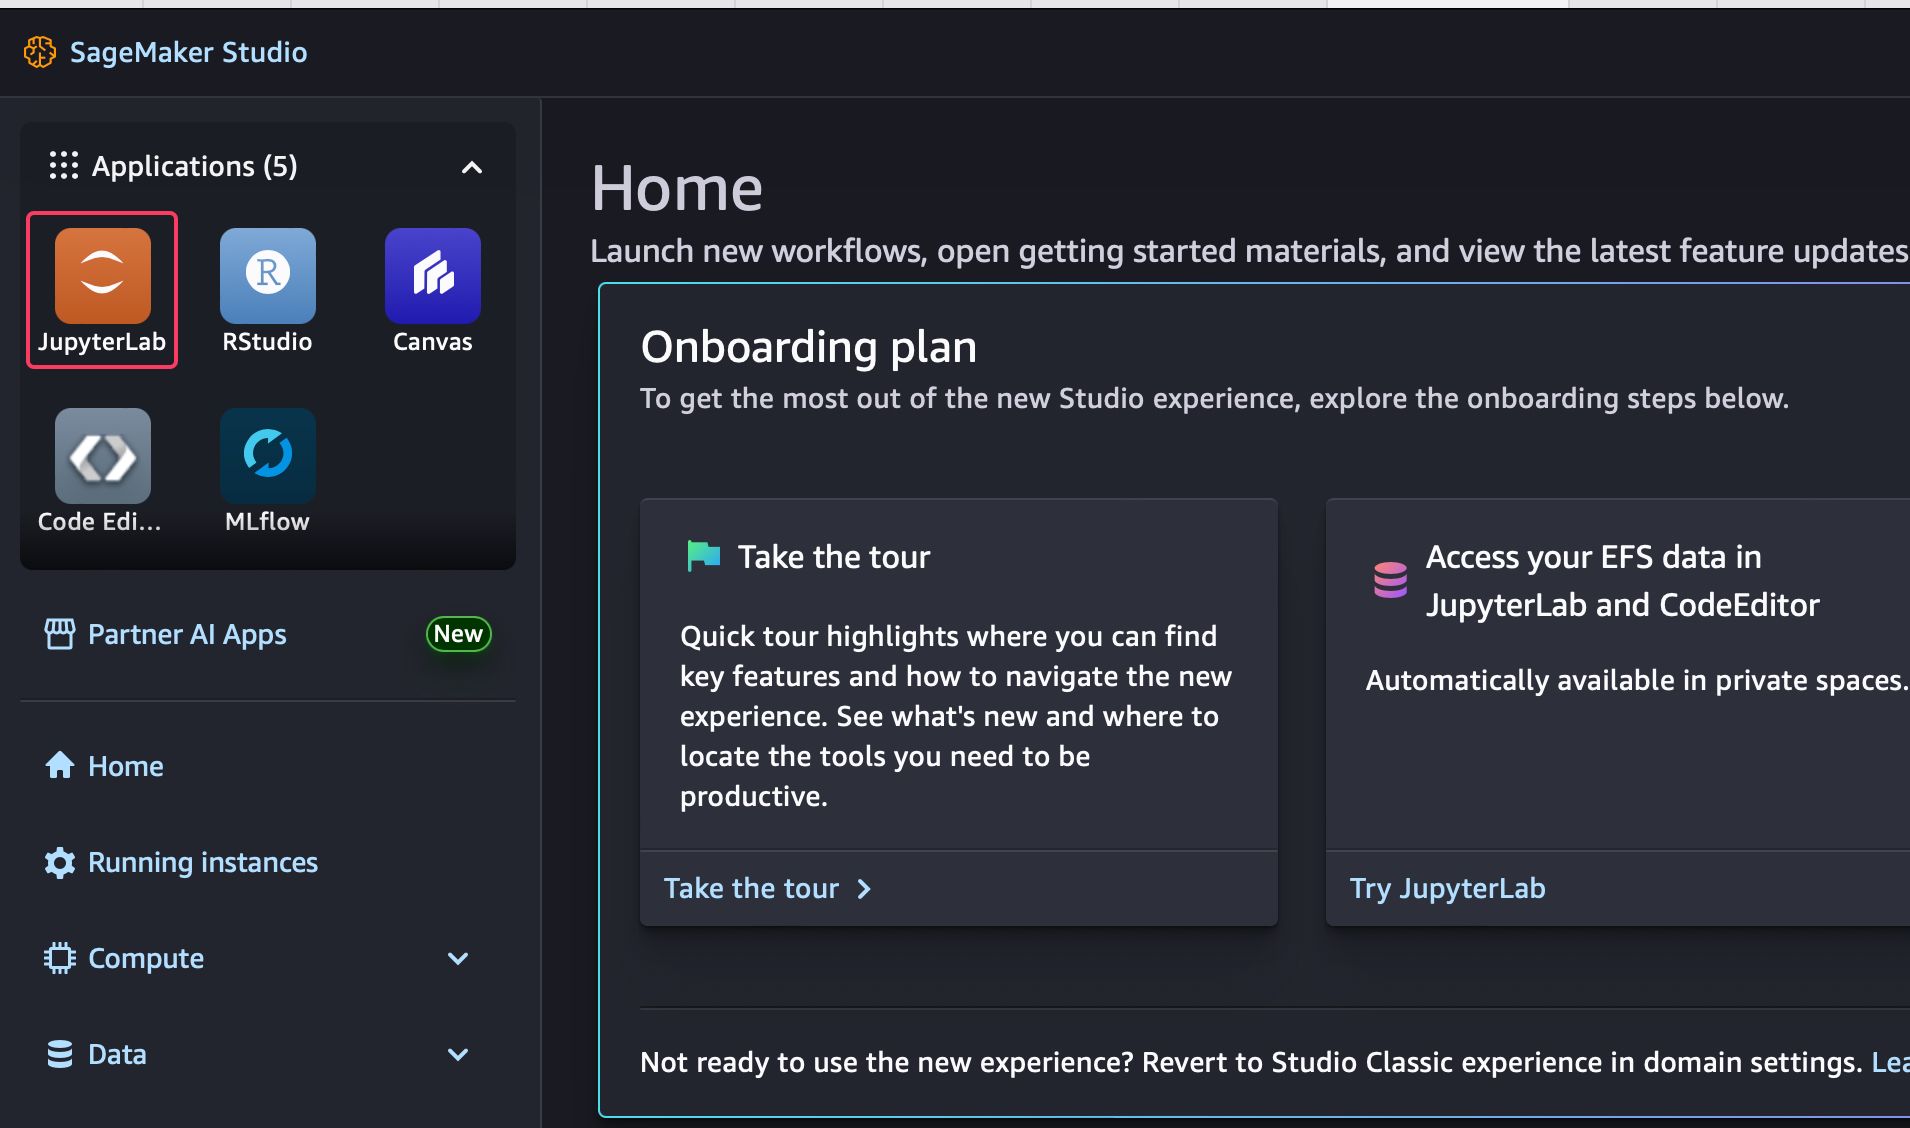 SageMaker Studio
Applications (5)
JupyterLab
RStudio
Canvas
Code Edi...
MLflow
Partner AI Apps
New
Home
Running instances
Compute
Data
Home
Launch new workflows, open getting started materials, and view the latest feature updates
Onboarding plan
To get the most out of the new Studio experience, explore the onboarding steps below.
Take the tour
Quick tour highlights where you can find
key features and how to navigate the new
experience. See what's new and where to
locate the tools you need to be
productive.
Take the tour
Access your EFS data in
JupyterLab and CodeEditor
Automatically available in private spaces.
Try JupyterLab
Not ready to use the new experience? Revert to Studio Classic experience in domain settings. Lea